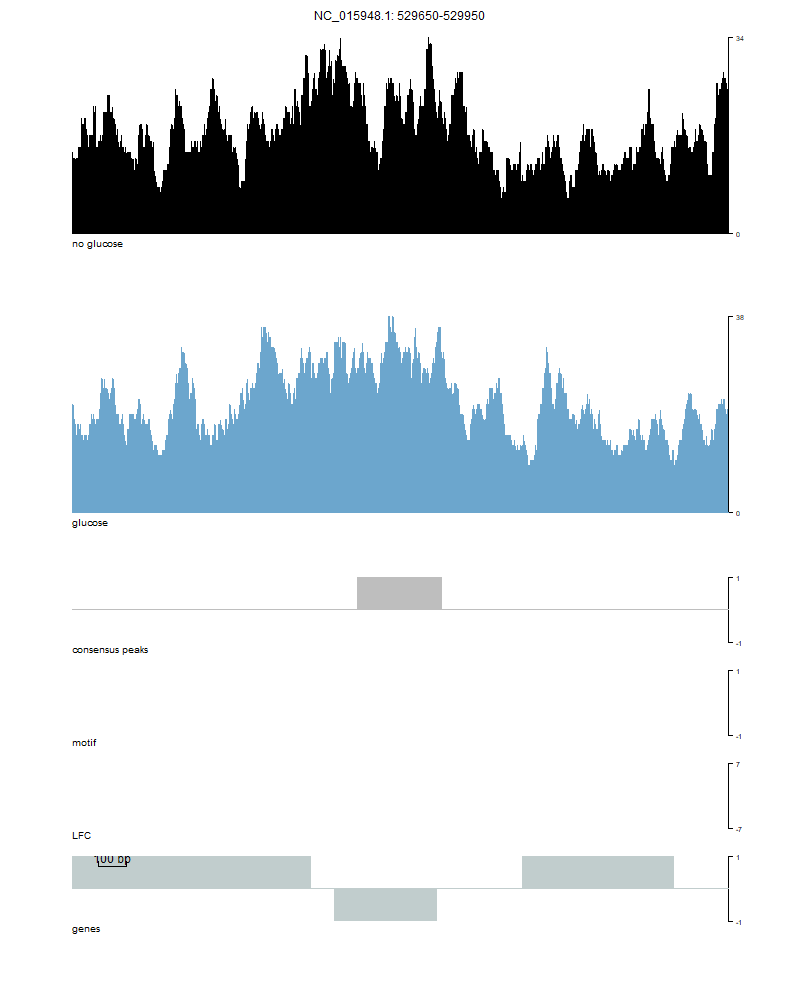 NC_015948.1: 529650-529950
34
0
no glucose
38
0
glucose
1
-1
consensus peaks
1
-1
motif
7
-7
LFC
100 bp
1
-1
genes